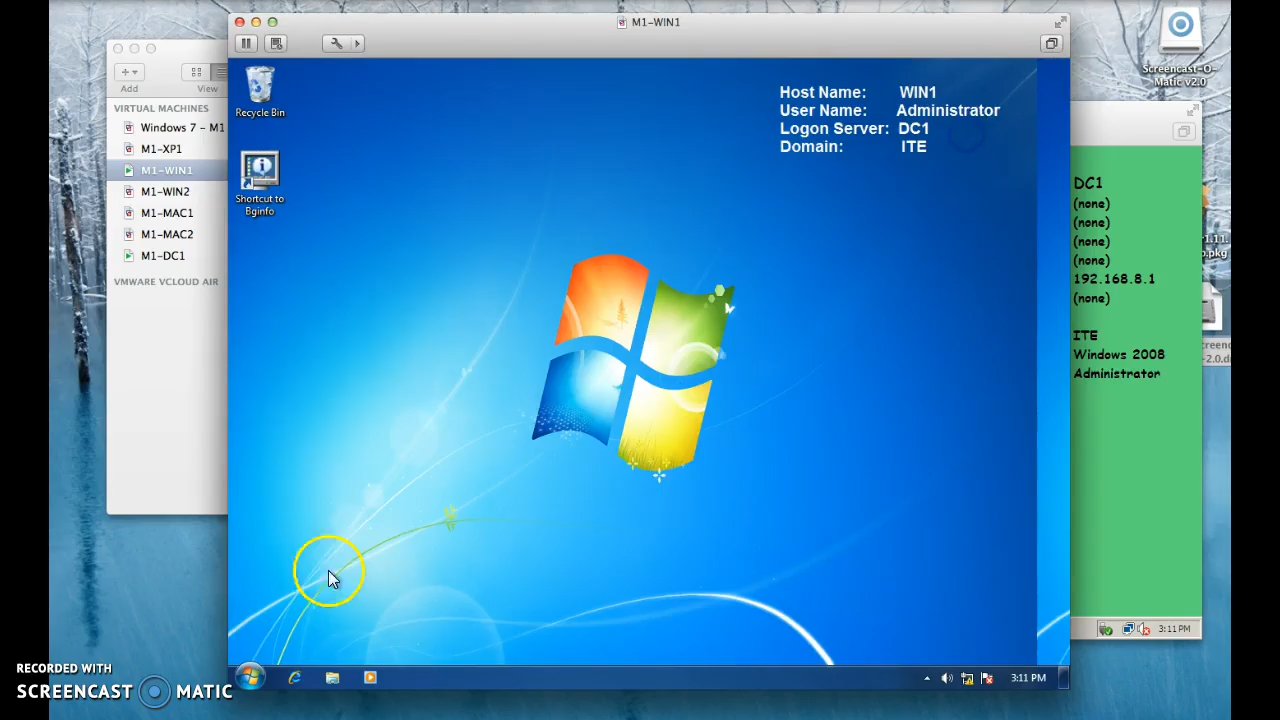 M1-WIN1
Add
View
VIRTUAL MACHINES
Windows 7 - M1
M1-XP1
M1-WIN1
M1-WIN2
M1-MAC1
M1-MAC2
M1-DC1
VMWARE VCLOUD AIR
Recycle Bin
Shortcut to
Bginfo
Host Name: WIN1
User Name: Administrator
Logon Server: DC1
Domain: ITE
Screencast-O-
Matic v2.0
DC1
(none)
(none)
(none)
(none)
192.168.8.1
(none)
ITE
Windows 2008
Administrator
3:11 PM
3:11 PM
RECORDED WITH
SCREENCAST MATIC